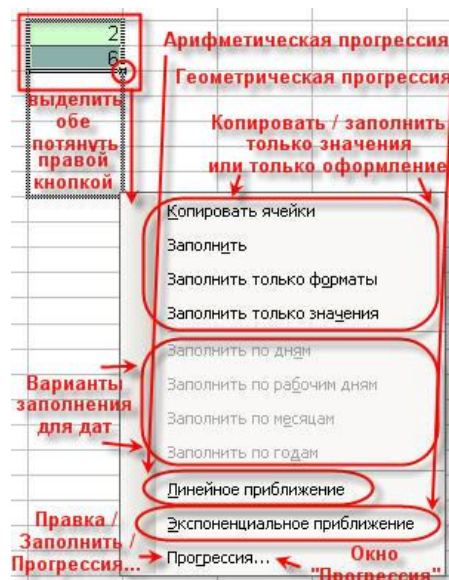 2
6
Арифметическая прогрессия
Геометрическая прогрессия
выделить
обе
потянуть
правой
кнопкой
Копировать / заполнить
только значения
или только оформление
Копировать ячейки
Заполнить
Заполнить только форматы
Заполнить только значения
Варианты
заполнения
для дат
Заполнить по дням
Заполнить по рабочим дням
Заполнить по месяцам
Заполнить по годам
Линейное приближение
Экспоненциальное приближение
Прогрессия...
Правка /
Заполнить /
Прогрессия...
Окно
"Прогрессия"